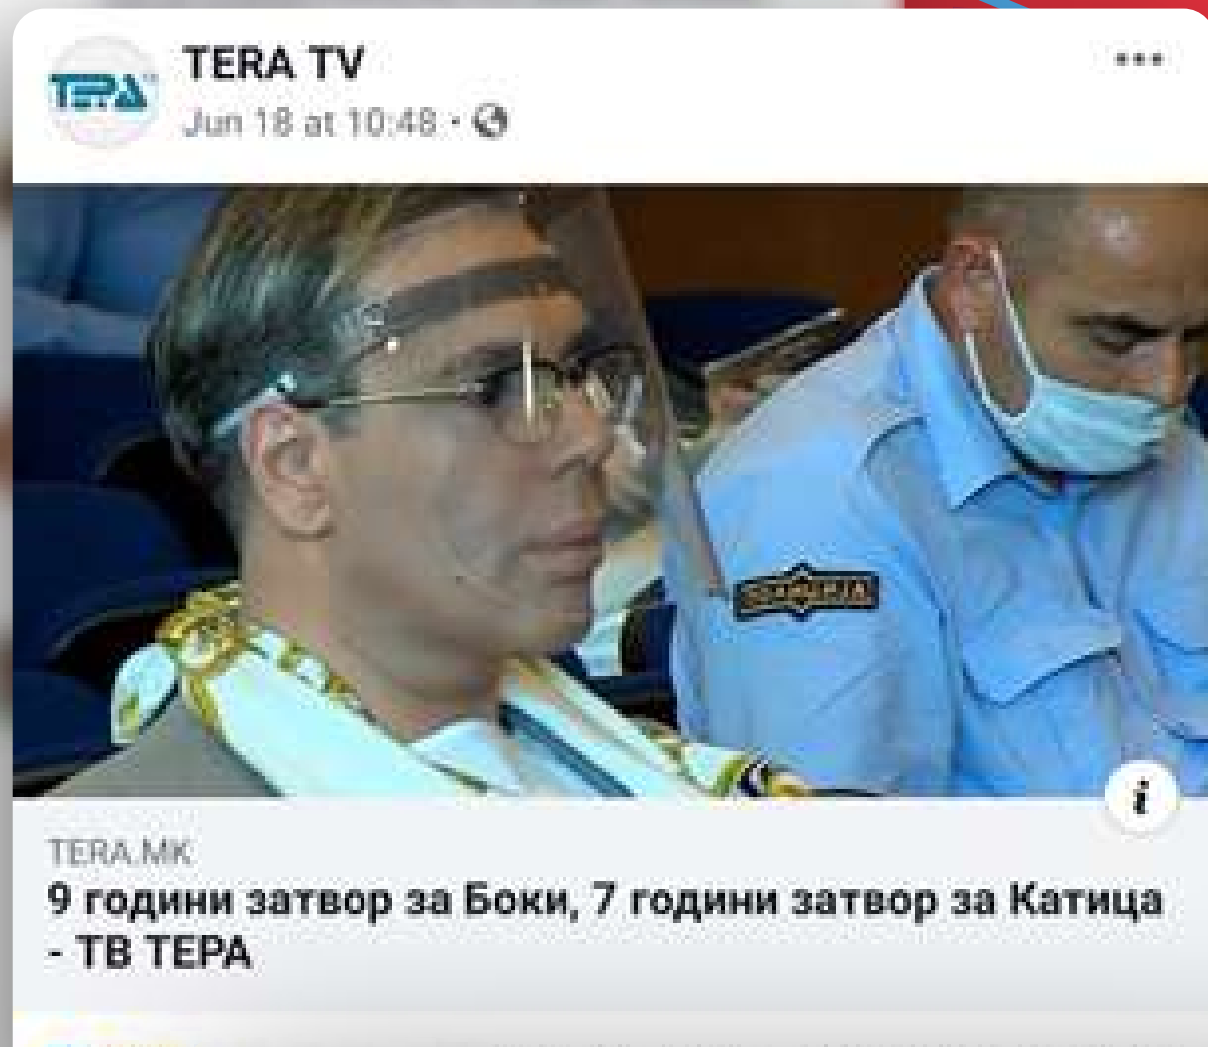 TERA TV
ТЕРА
Jun 18 at 10:48 ·
ПОЛИЦИЈА
TERA.MK
9 години затвор за Боки, 7 години затвор за Катица
- ТВ ТЕРА